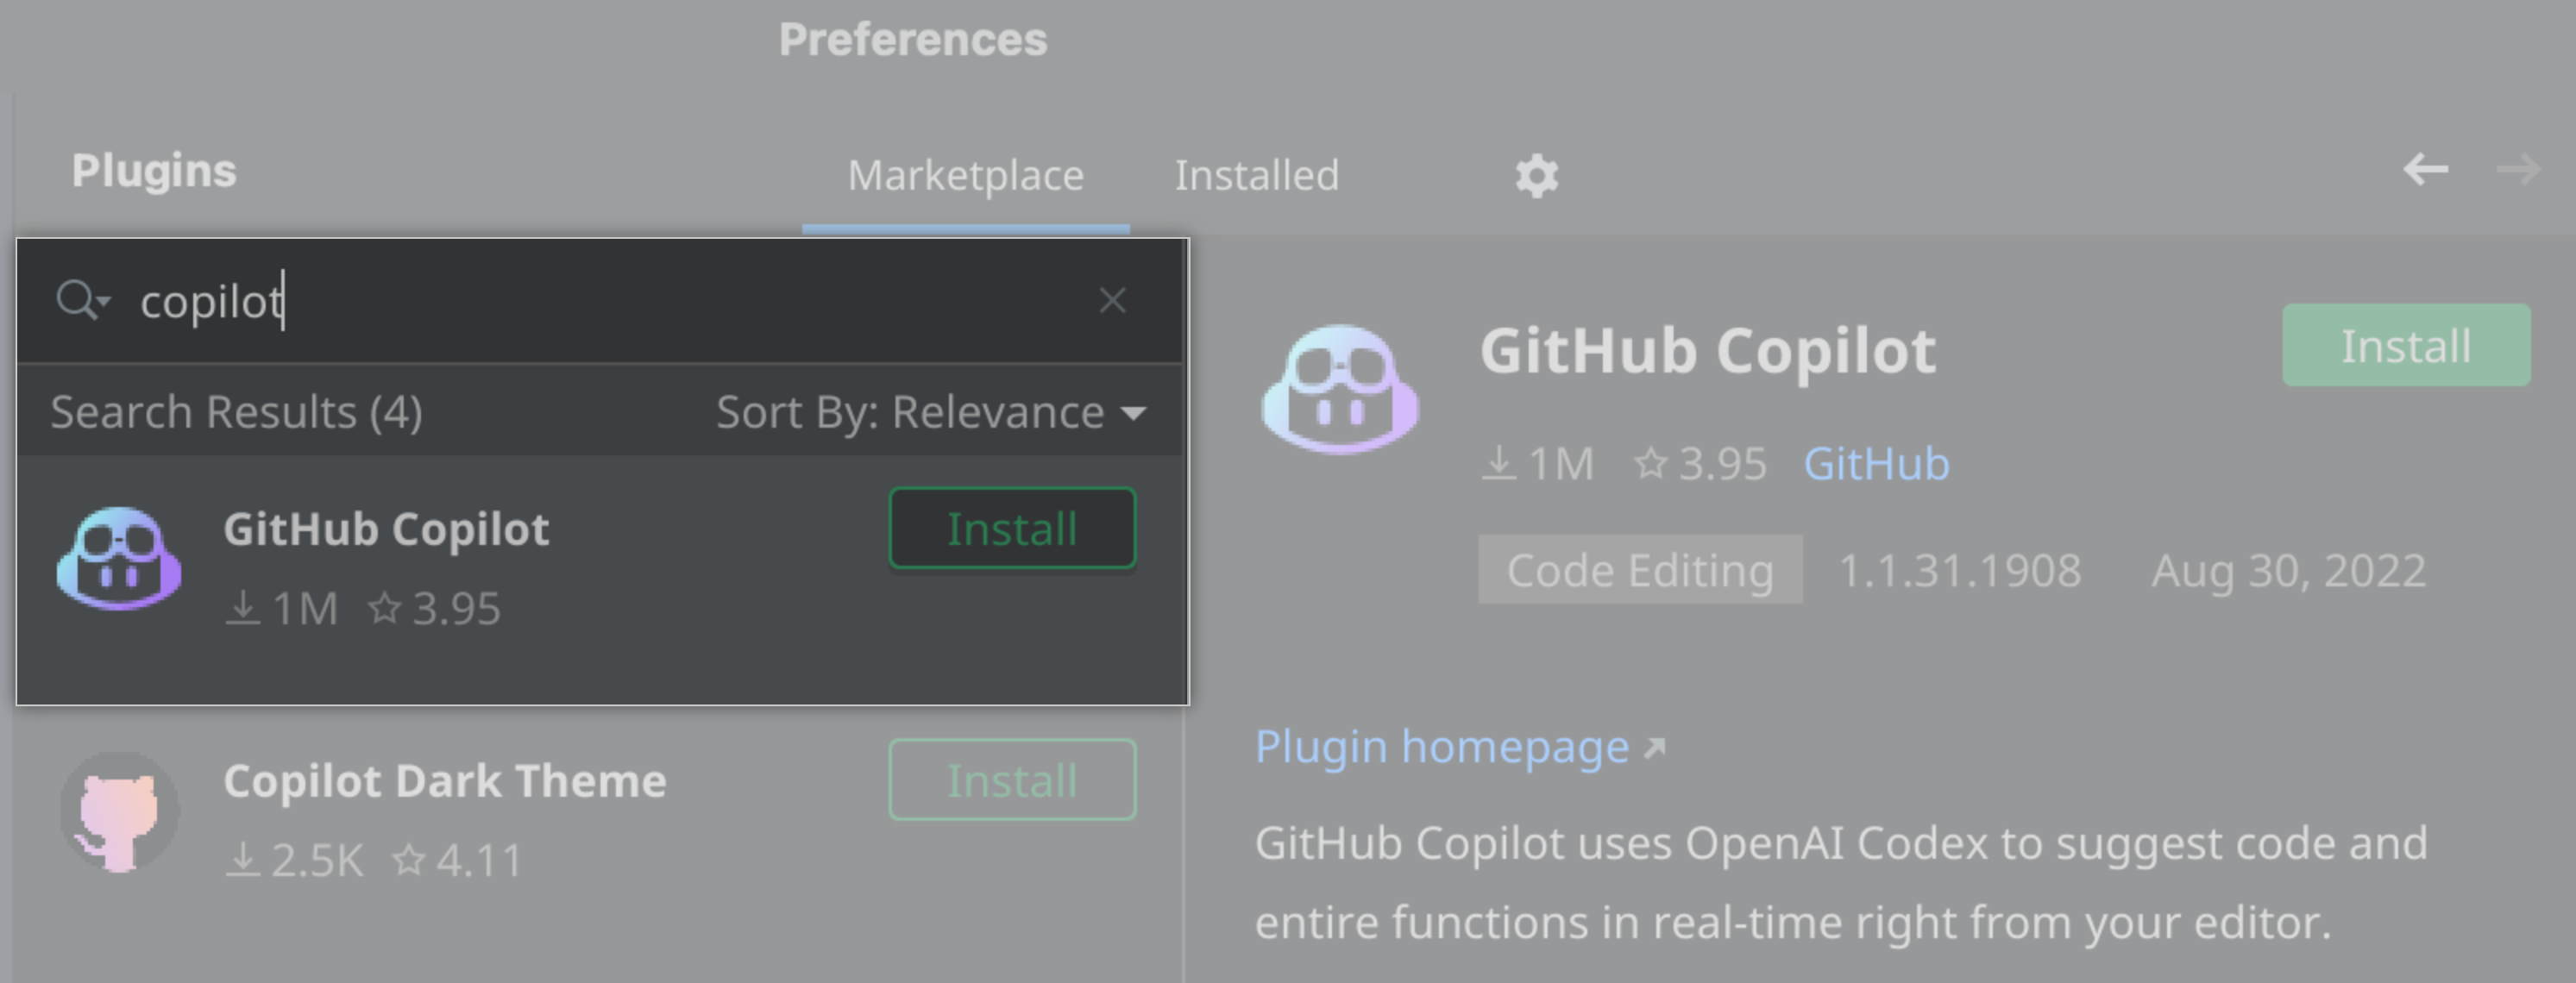 Preferences
Plugins
Marketplace Installed
copilot
Search Results (4) Sort By: Relevance
GitHub Copilot Install
1M 3.95
Copilot Dark Theme Install
2.5K 4.11
GitHub Copilot Install
1M 3.95 GitHub
Code Editing 1.1.31.1908 Aug 30, 2022
Plugin homepage
GitHub Copilot uses OpenAI Codex to suggest code and
entire functions in real-time right from your editor.